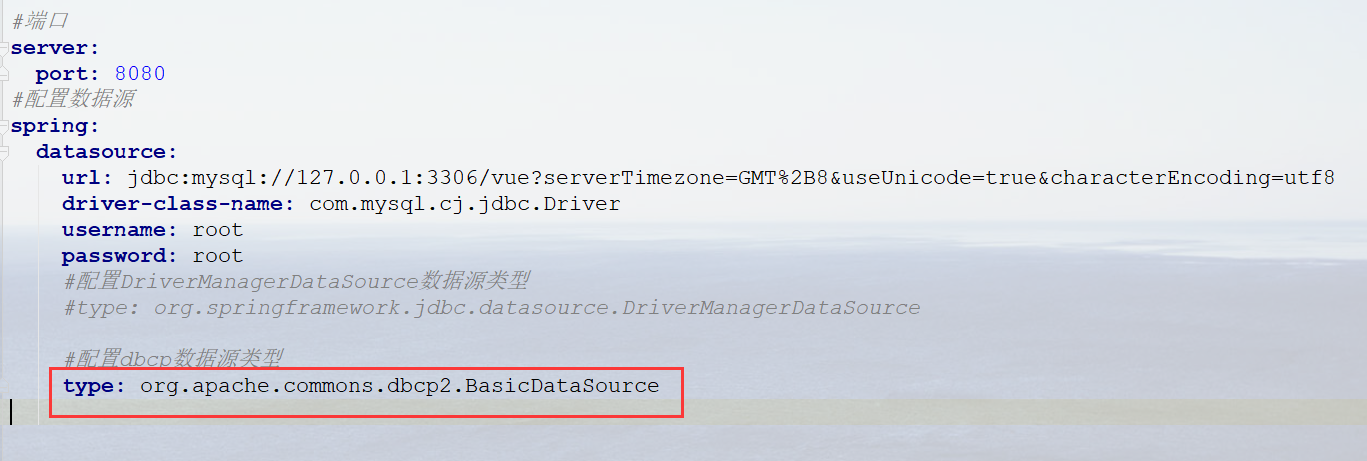 #端口
server:
port: 8080
#配置数据源
spring:
datasource:
url: jdbc:mysql://127.0.0.1:3306/vue?serverTimezone=GMT%2B8&useUnicode=true&characterEncoding=utf8
driver-class-name: com.mysql.cj.jdbc.Driver
username: root
password: root
#配置DriverManagerDataSource数据源类型
#type: org.springframework.jdbc.datasource.DriverManagerDataSource
#配置dbcp数据源类型
type: org.apache.commons.dbcp2.BasicDataSource